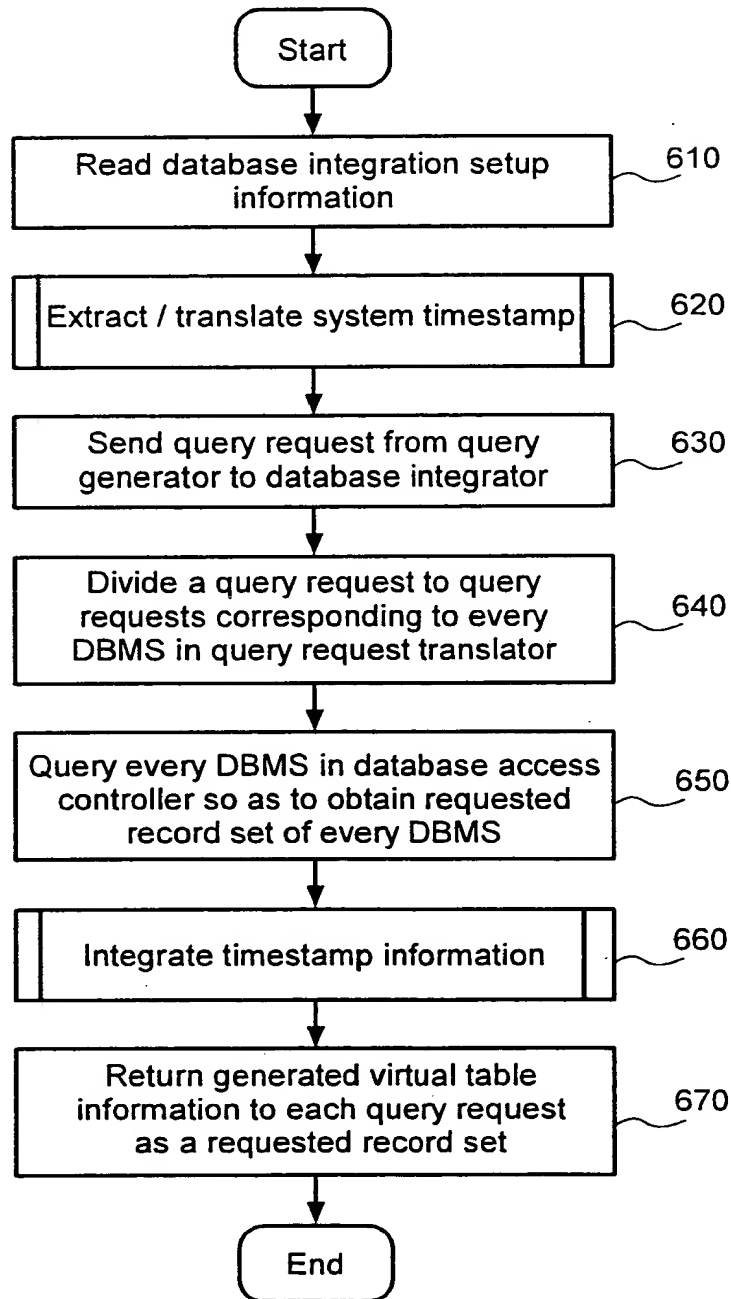 Start
Read database integration setup
information
610
Extract / translate system timestamp
620
Send query request from query
generator to database integrator
630
Divide a query request to query
requests corresponding to every
DBMS in query request translator
640
Query every DBMS in database access
controller so as to obtain requested
record set of every DBMS
650
Integrate timestamp information
660
Return generated virtual table
information to each query request
as a requested record set
670
End